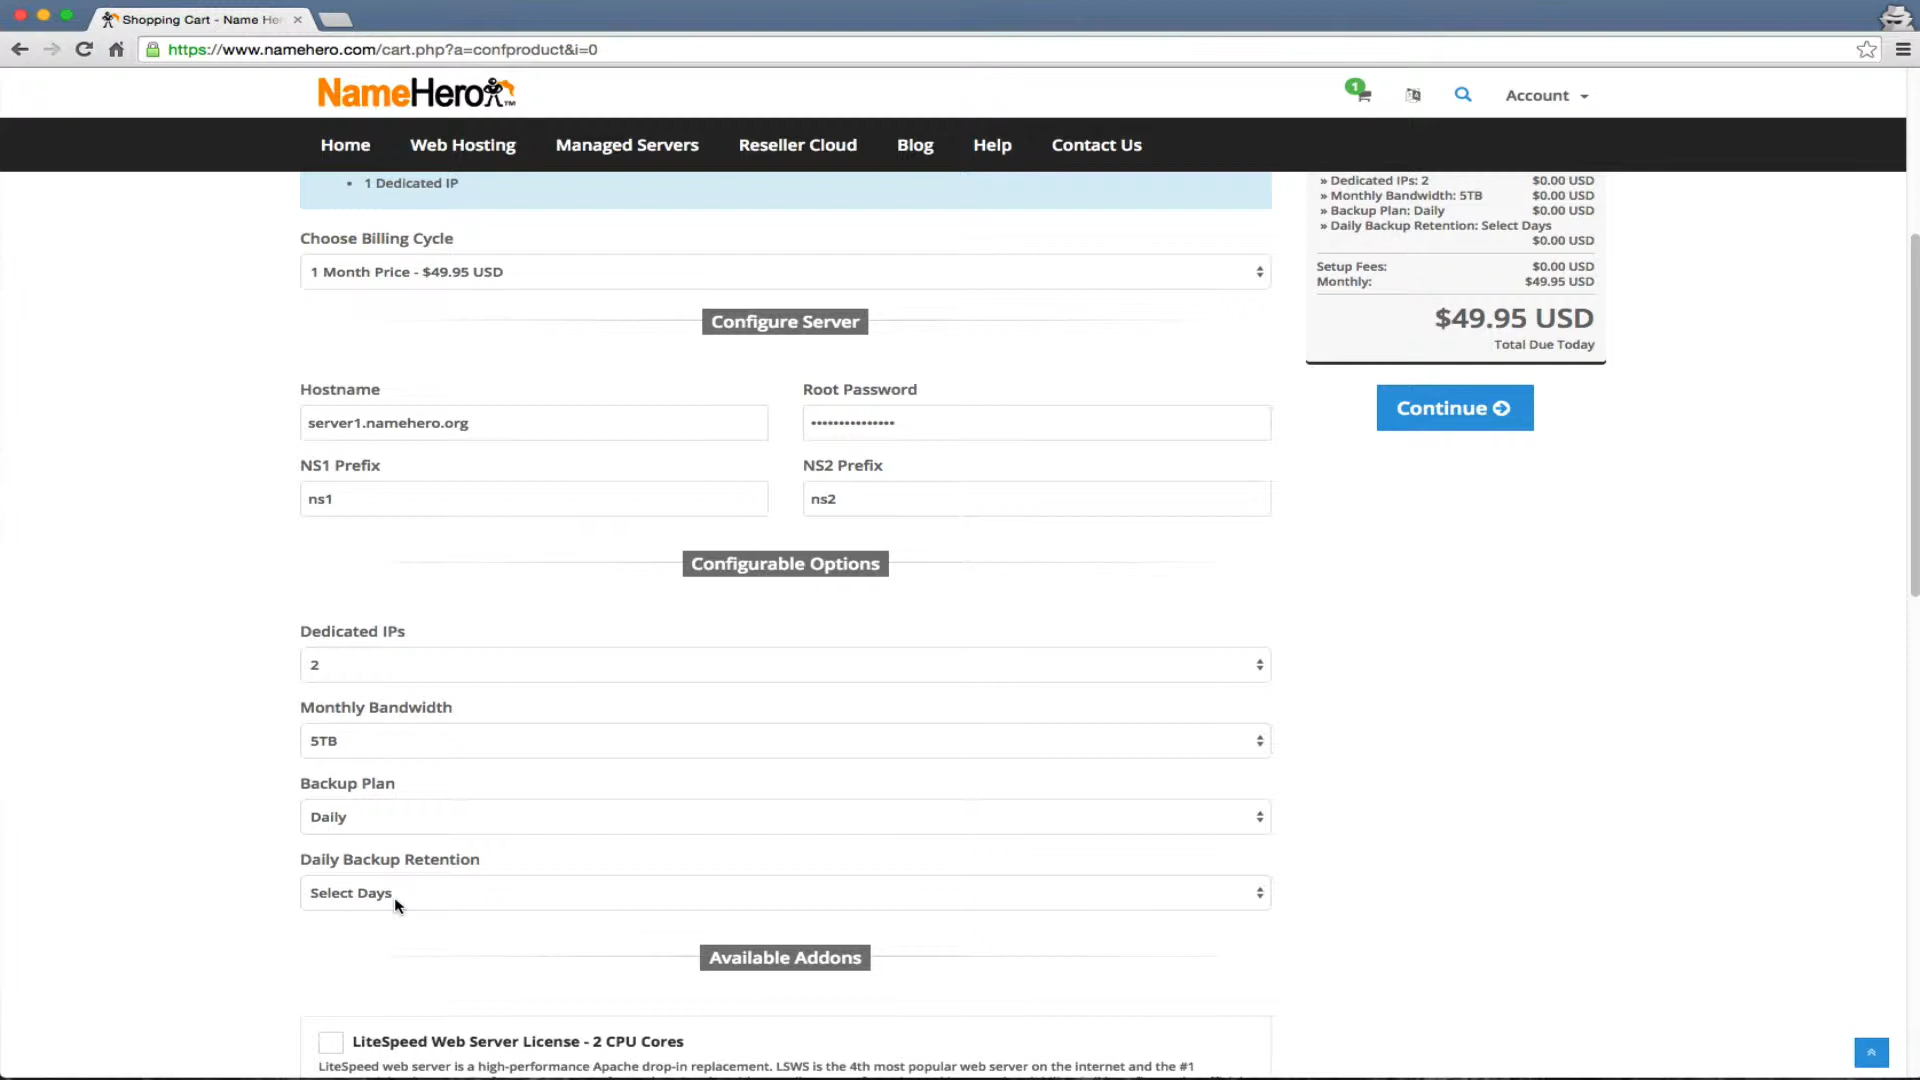 Shopping Cart - Name Her
https://www.namehero.com/cart.php?a=confproduct&i=0
NameHero™
1
Account
Home Web Hosting Managed Servers Reseller Cloud Blog Help Contact Us
• 1 Dedicated IP
Choose Billing Cycle
1 Month Price - $49.95 USD
Configure Server
Hostname
Root Password
server1.namehero.org
•••••••••••••••
NS1 Prefix
NS2 Prefix
ns1
ns2
Configurable Options
Dedicated IPs
2
Monthly Bandwidth
5TB
Backup Plan
Daily
Daily Backup Retention
Select Days
Available Addons
LiteSpeed Web Server License - 2 CPU Cores
LiteSpeed web server is a high-performance Apache drop-in replacement. LSWS is the 4th most popular web server on the internet and the #1
» Dedicated IPs: 2 $0.00 USD
» Monthly Bandwidth: 5TB $0.00 USD
» Backup Plan: Daily $0.00 USD
» Daily Backup Retention: Select Days
$0.00 USD
Setup Fees: $0.00 USD
Monthly: $49.95 USD
$49.95 USD
Total Due Today
Continue